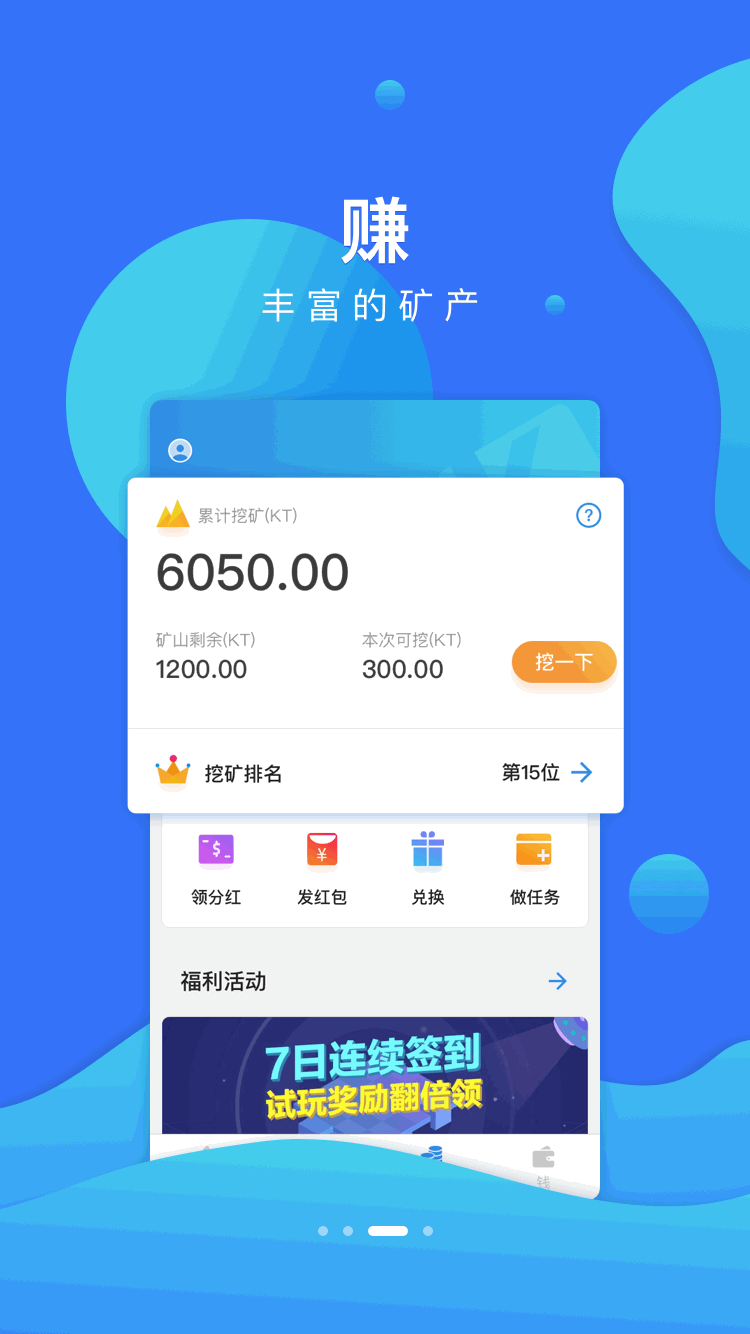 赚
丰富的矿产
累计挖矿(KT)
?
6050.00
矿山剩余(KT)
本次可挖(KT)
1200.00
300.00
挖一下
挖矿排名
第15位
领分红
发红包
兑换
做任务
福利活动
7日连续签到
试玩奖励翻倍领